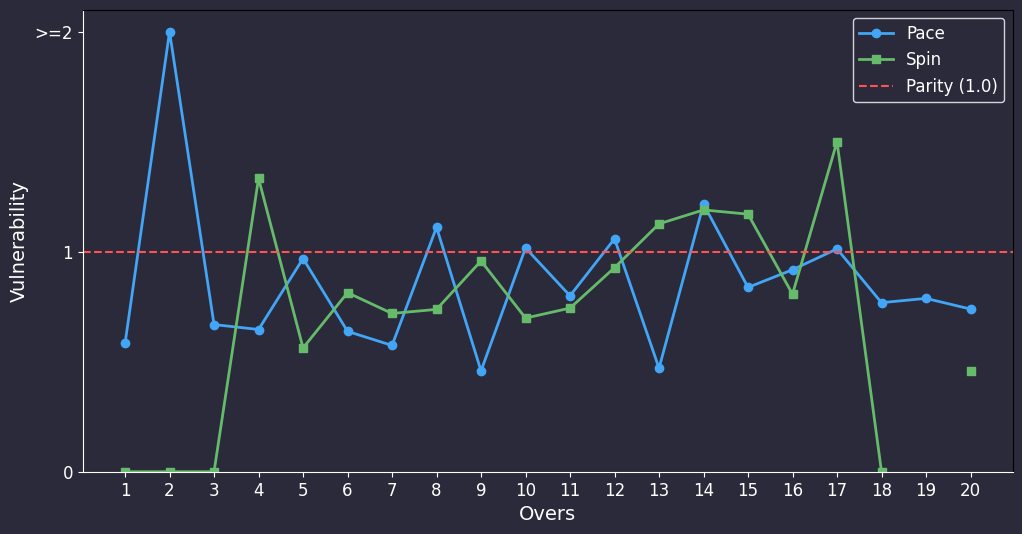 >=2
1
0
Vulnerability
Pace
Spin
Parity (1.0)
1 2 3 4 5 6 7 8 9 10 11 12 13 14 15 16 17 18 19 20
Overs